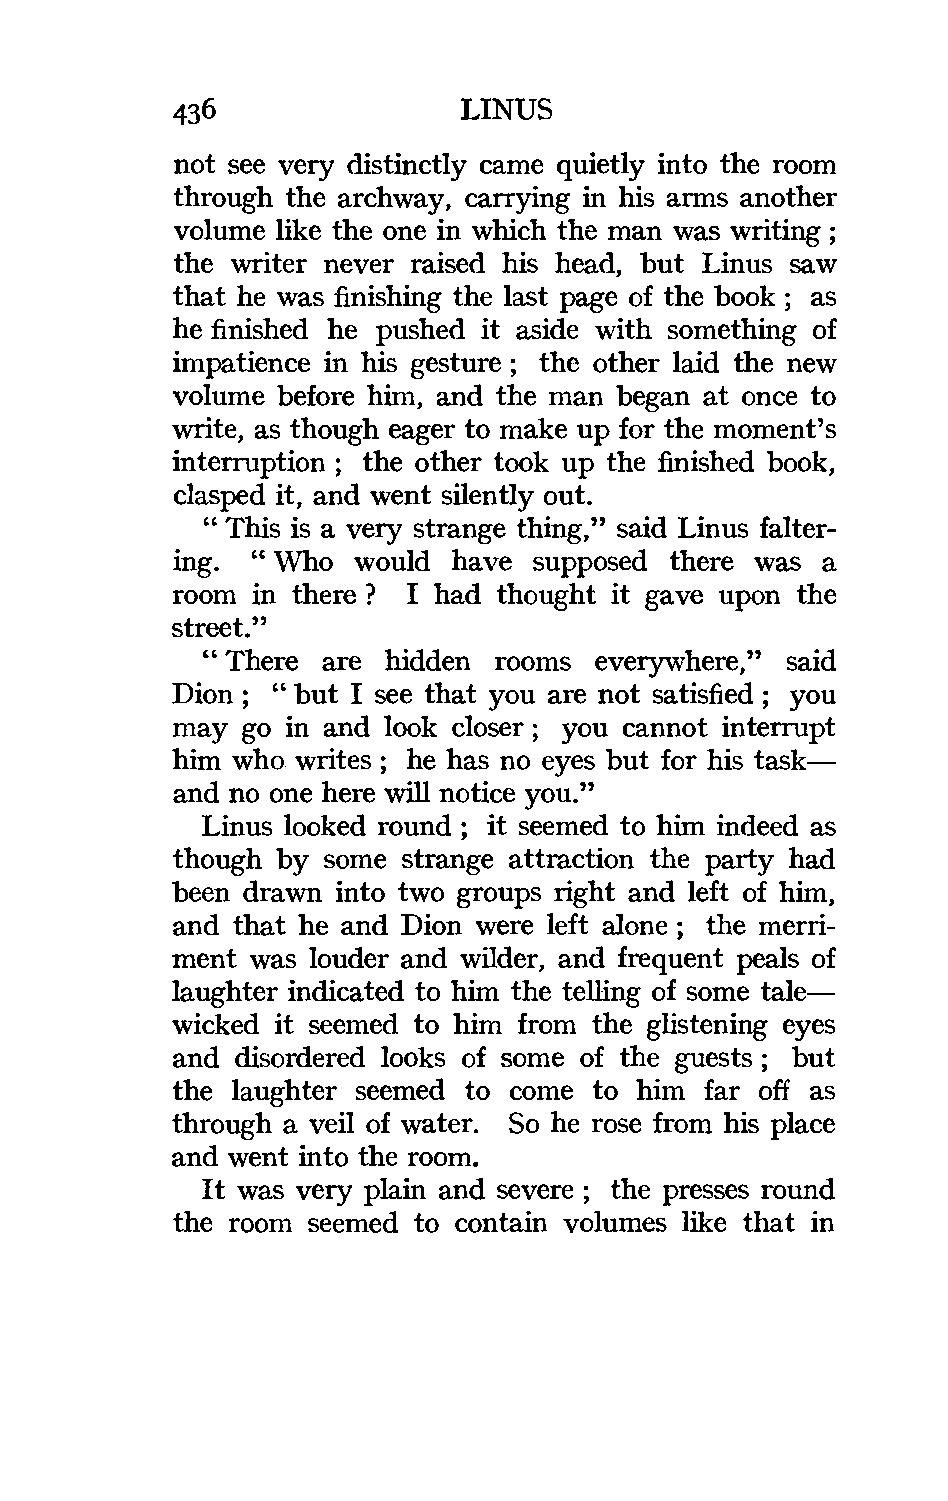 436 LINUS
not see very distinctly came quietly into the room
through the archway, carrying in his arms another
volume like the one in which the man was writing ;
the writer never raised his head, but Linus saw
that he was finishing the last page of the book ; as
he finished he pushed it aside with something of
impatience in his gesture ; the other laid the new
volume before him, and the man began at once to
write, as though eager to make up for the moment's
interruption ; the other took up the finished book,
clasped it, and went silently out.
“ This is a very strange thing,” said Linus falter-
ing. “ Who would have supposed there was a
room in there ? I had thought it gave upon the
street.”
“ There are hidden rooms everywhere,” said
Dion ; “ but I see that you are not satisfied ; you
may go in and look closer ; you cannot interrupt
him who writes ; he has no eyes but for his task—
and no one here will notice you.”
Linus looked round ; it seemed to him indeed as
though by some strange attraction the party had
been drawn into two groups right and left of him,
and that he and Dion were left alone ; the merri-
ment was louder and wilder, and frequent peals of
laughter indicated to him the telling of some tale—
wicked it seemed to him from the glistening eyes
and disordered looks of some of the guests ; but
the laughter seemed to come to him far off as
through a veil of water. So he rose from his place
and went into the room.
It was very plain and severe ; the presses round
the room seemed to contain volumes like that in